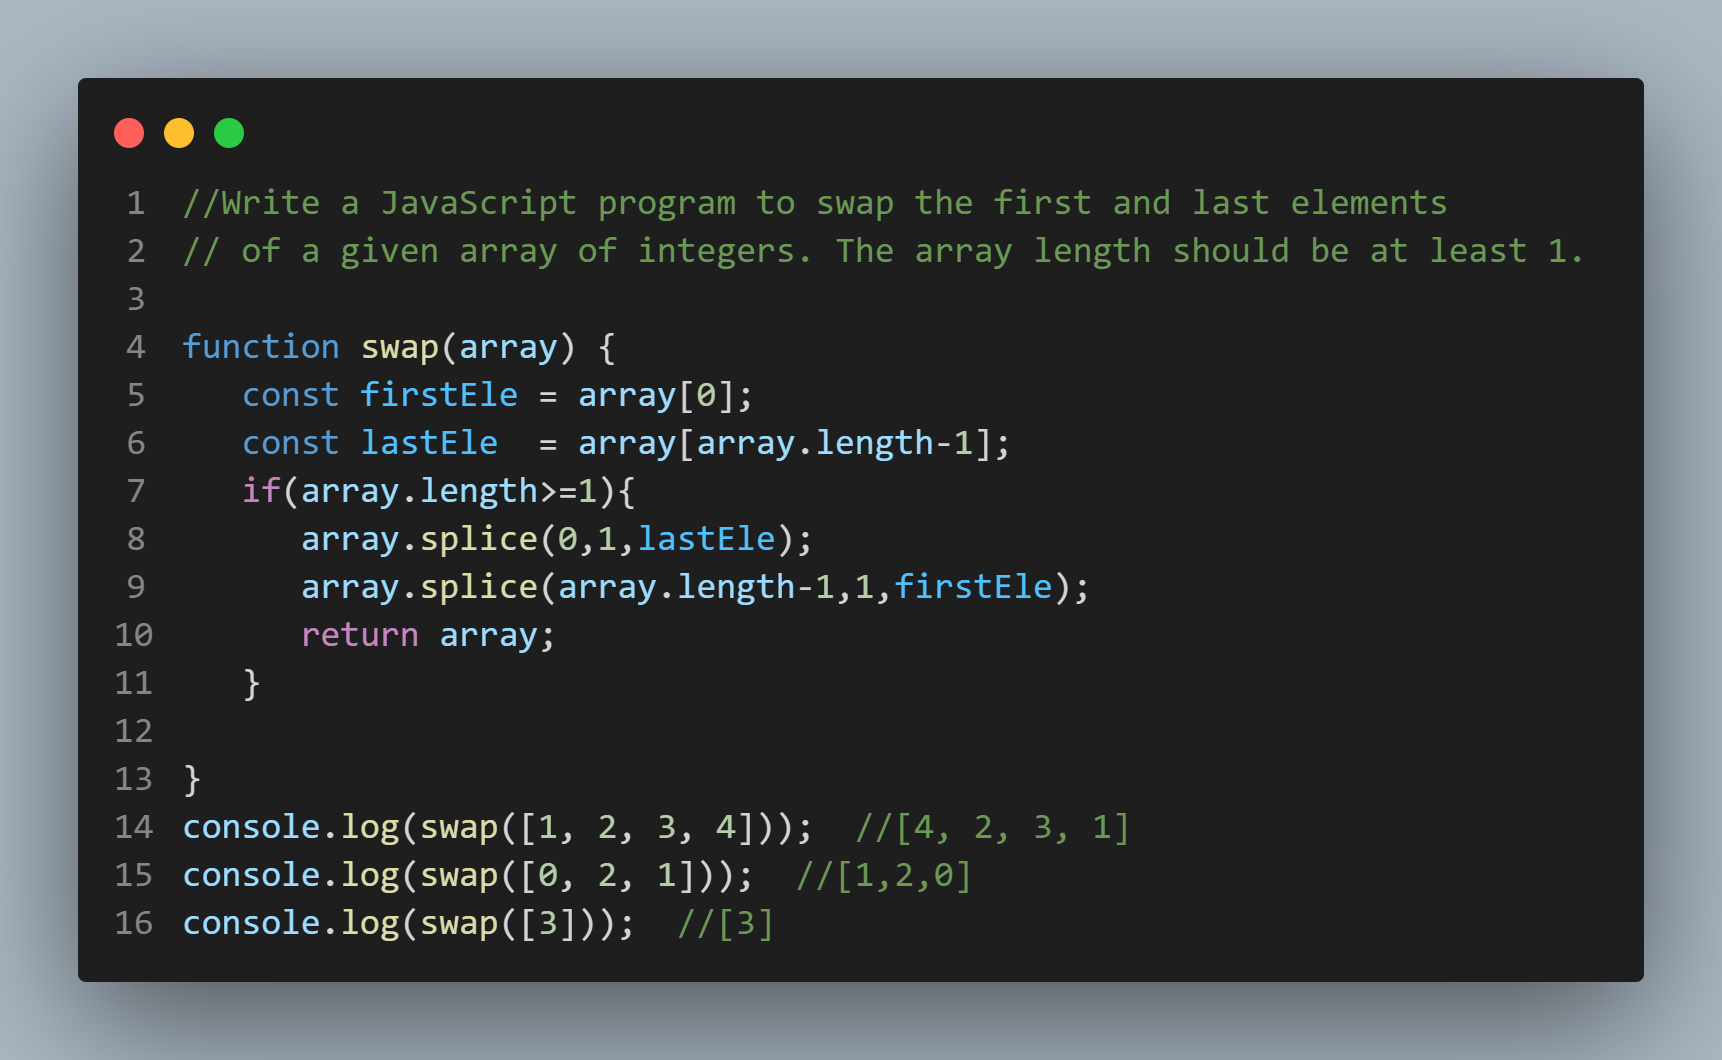 1 //Write a JavaScript program to swap the first and last elements
2 // of a given array of integers. The array length should be at least 1.
3
4 function swap(array) {
5    const firstEle = array[0];
6    const lastEle  = array[array.length-1];
7    if(array.length>=1){
8       array.splice(0,1,lastEle);
9       array.splice(array.length-1,1,firstEle);
10       return array;
11    }
12
13 }
14 console.log(swap([1, 2, 3, 4]));  //[4, 2, 3, 1]
15 console.log(swap([0, 2, 1]));  //[1,2,0]
16 console.log(swap([3]));  //[3]